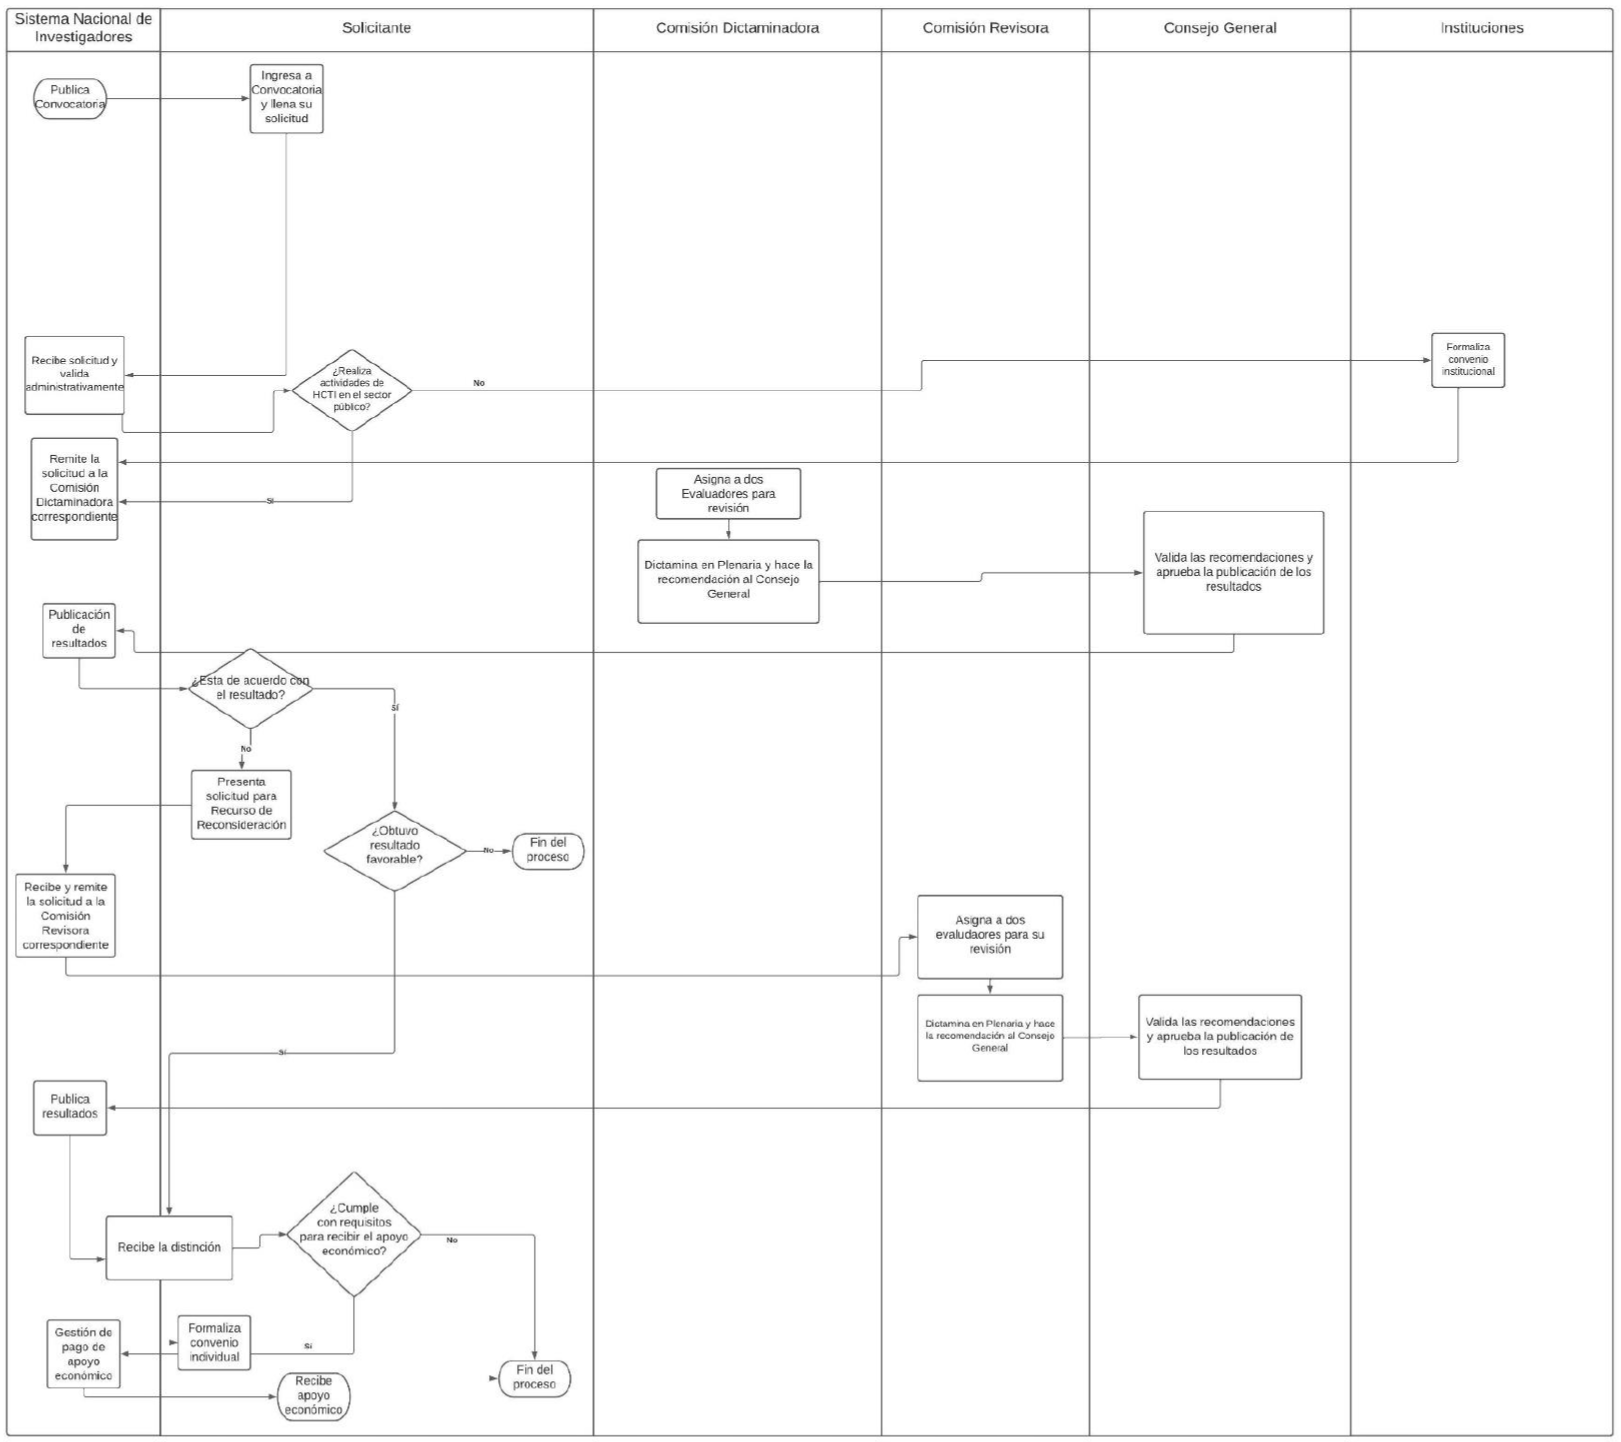 Sistema Nacional de
Investigadores
Solicitante
Comisión Dictaminadora
Comisión Revisora
Consejo General
Instituciones
Publica
Convocatoria
Ingresa a
Convocatoria
y llena su
solicitud
Recibe solicitud y
valida
administrativamente
¿Realiza
actividades de
HCTI en el sector
público?
No
Formaliza
convenio
institucional
Remite la
solicitud a la
Comisión
Dictaminadora
correspondiente
Sí
Asigna a dos
Evaluadores para
revisión
Dictamina en Plenaria y hace la
recomendación al Consejo
General
Valida las recomendaciones y
aprueba la publicación de los
resultados
Publicación
de
resultados
¿Esta de acuerdo con
el resultado?
Sí
No
Presenta
solicitud para
Recurso de
Reconsideración
¿Obtuvo
resultado
favorable?
No
Fin del
proceso
Recibe y remite
la solicitud a la
Comisión
Revisora
correspondiente
Asigna a dos
evaludaores para su
revisión
Dictamina en Plenaria y hace
la recomendación al Consejo
General
Valida las recomendaciones
y aprueba la publicación de
los resultados
Sí
Publica
resultados
Recibe la distinción
¿Cumple
con requisitos
para recibir el apoyo
económico?
No
Gestión de
pago de
apoyo
económico
Formaliza
convenio
individual
Sí
Recibe
apoyo
económico
Fin del
proceso